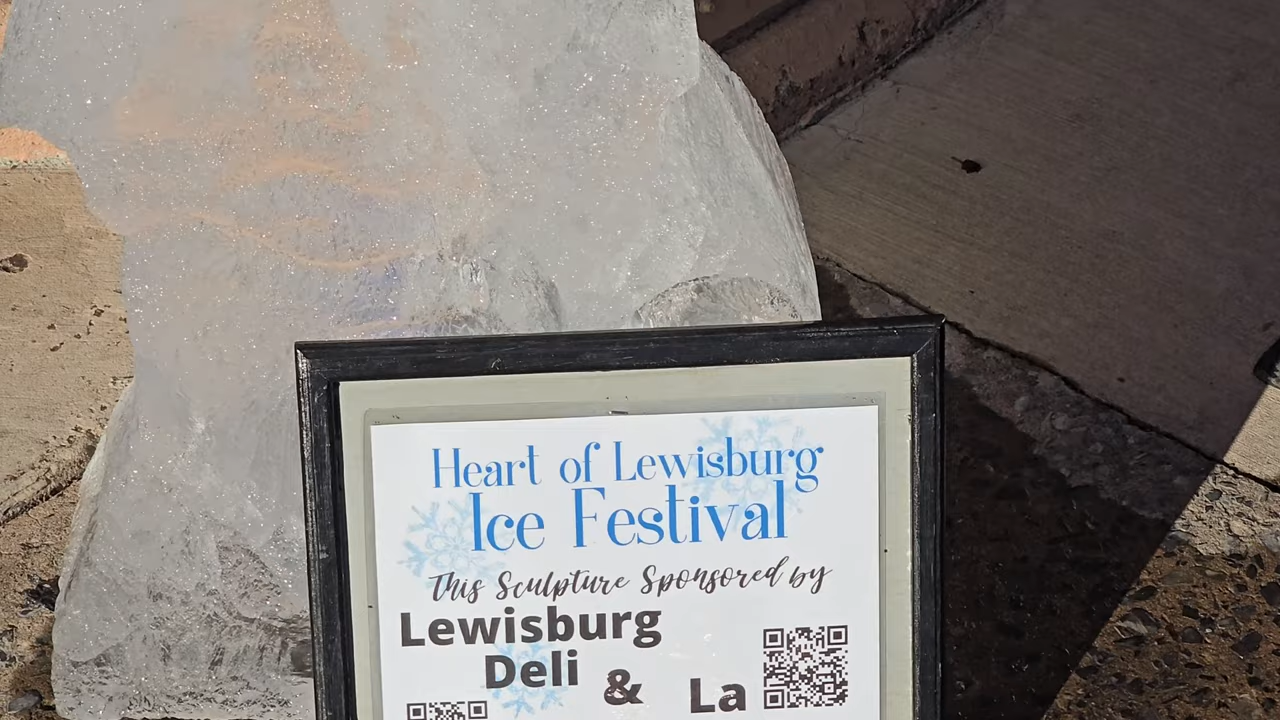 Heart of Lewisburg
Ice Festival
This Sculpture Sponsored by
Lewisburg
Deli & La